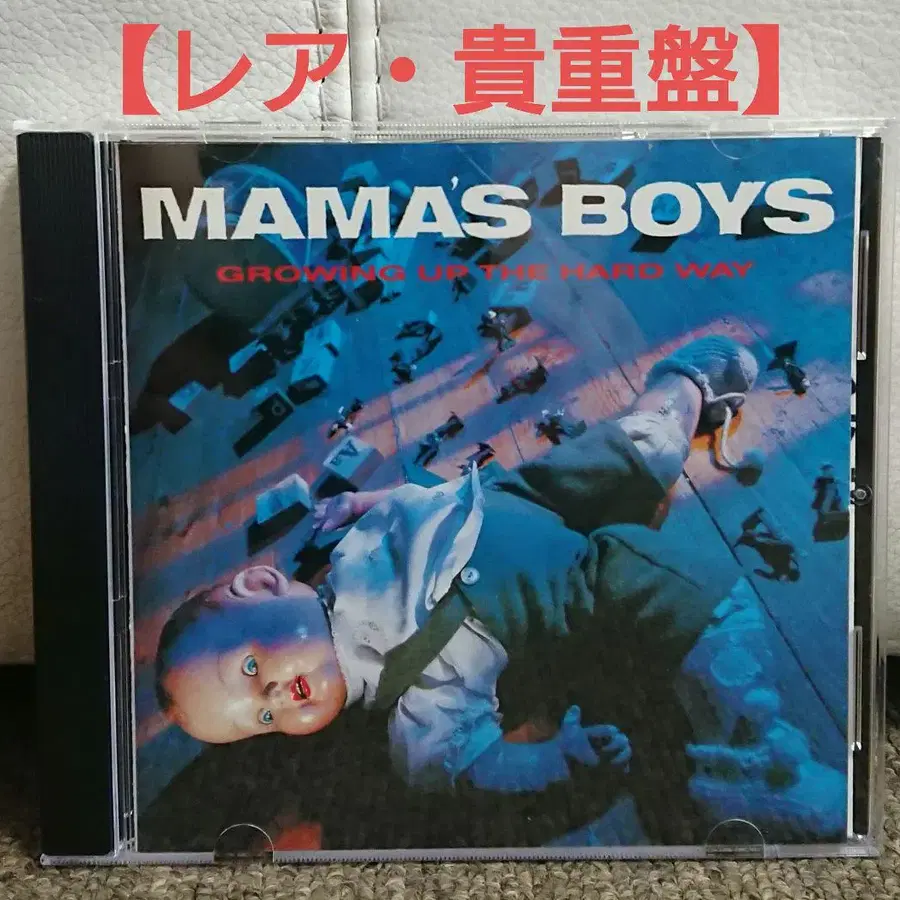 【レア・貴重盤】
MAMA'S BOYS
GROWING UP THE HARD WAY